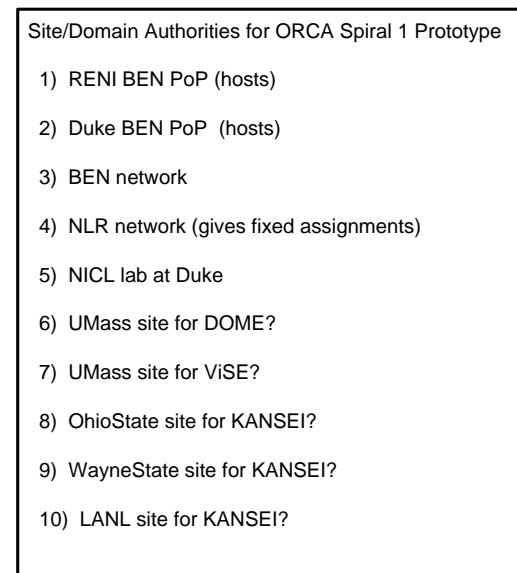 Site/Domain Authorities for ORCA Spiral 1 Prototype
1) RENI BEN PoP (hosts)
2) Duke BEN PoP (hosts)
3) BEN network
4) NLR network (gives fixed assignments)
5) NICL lab at Duke
6) UMass site for DOME?
7) UMass site for ViSE?
8) OhioState site for KANSEI?
9) WayneState site for KANSEI?
10) LANL site for KANSEI?